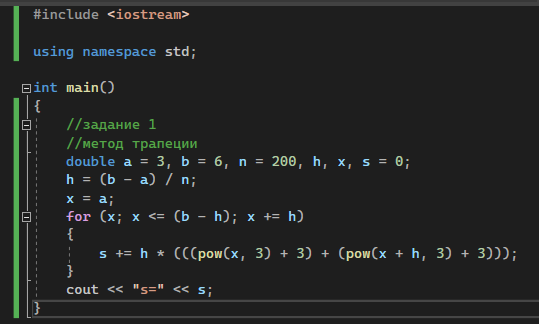 #include <iostream>
using namespace std;
int main()
{
//задание 1
//метод трапеции
double a = 3, b = 6, n = 200, h, x, s = 0;
h = (b - a) / n;
x = a;
for (x; x <= (b - h); x += h)
{
s += h * (((pow(x, 3) + 3) + (pow(x + h, 3) + 3)));
}
cout << "s=" << s;
}